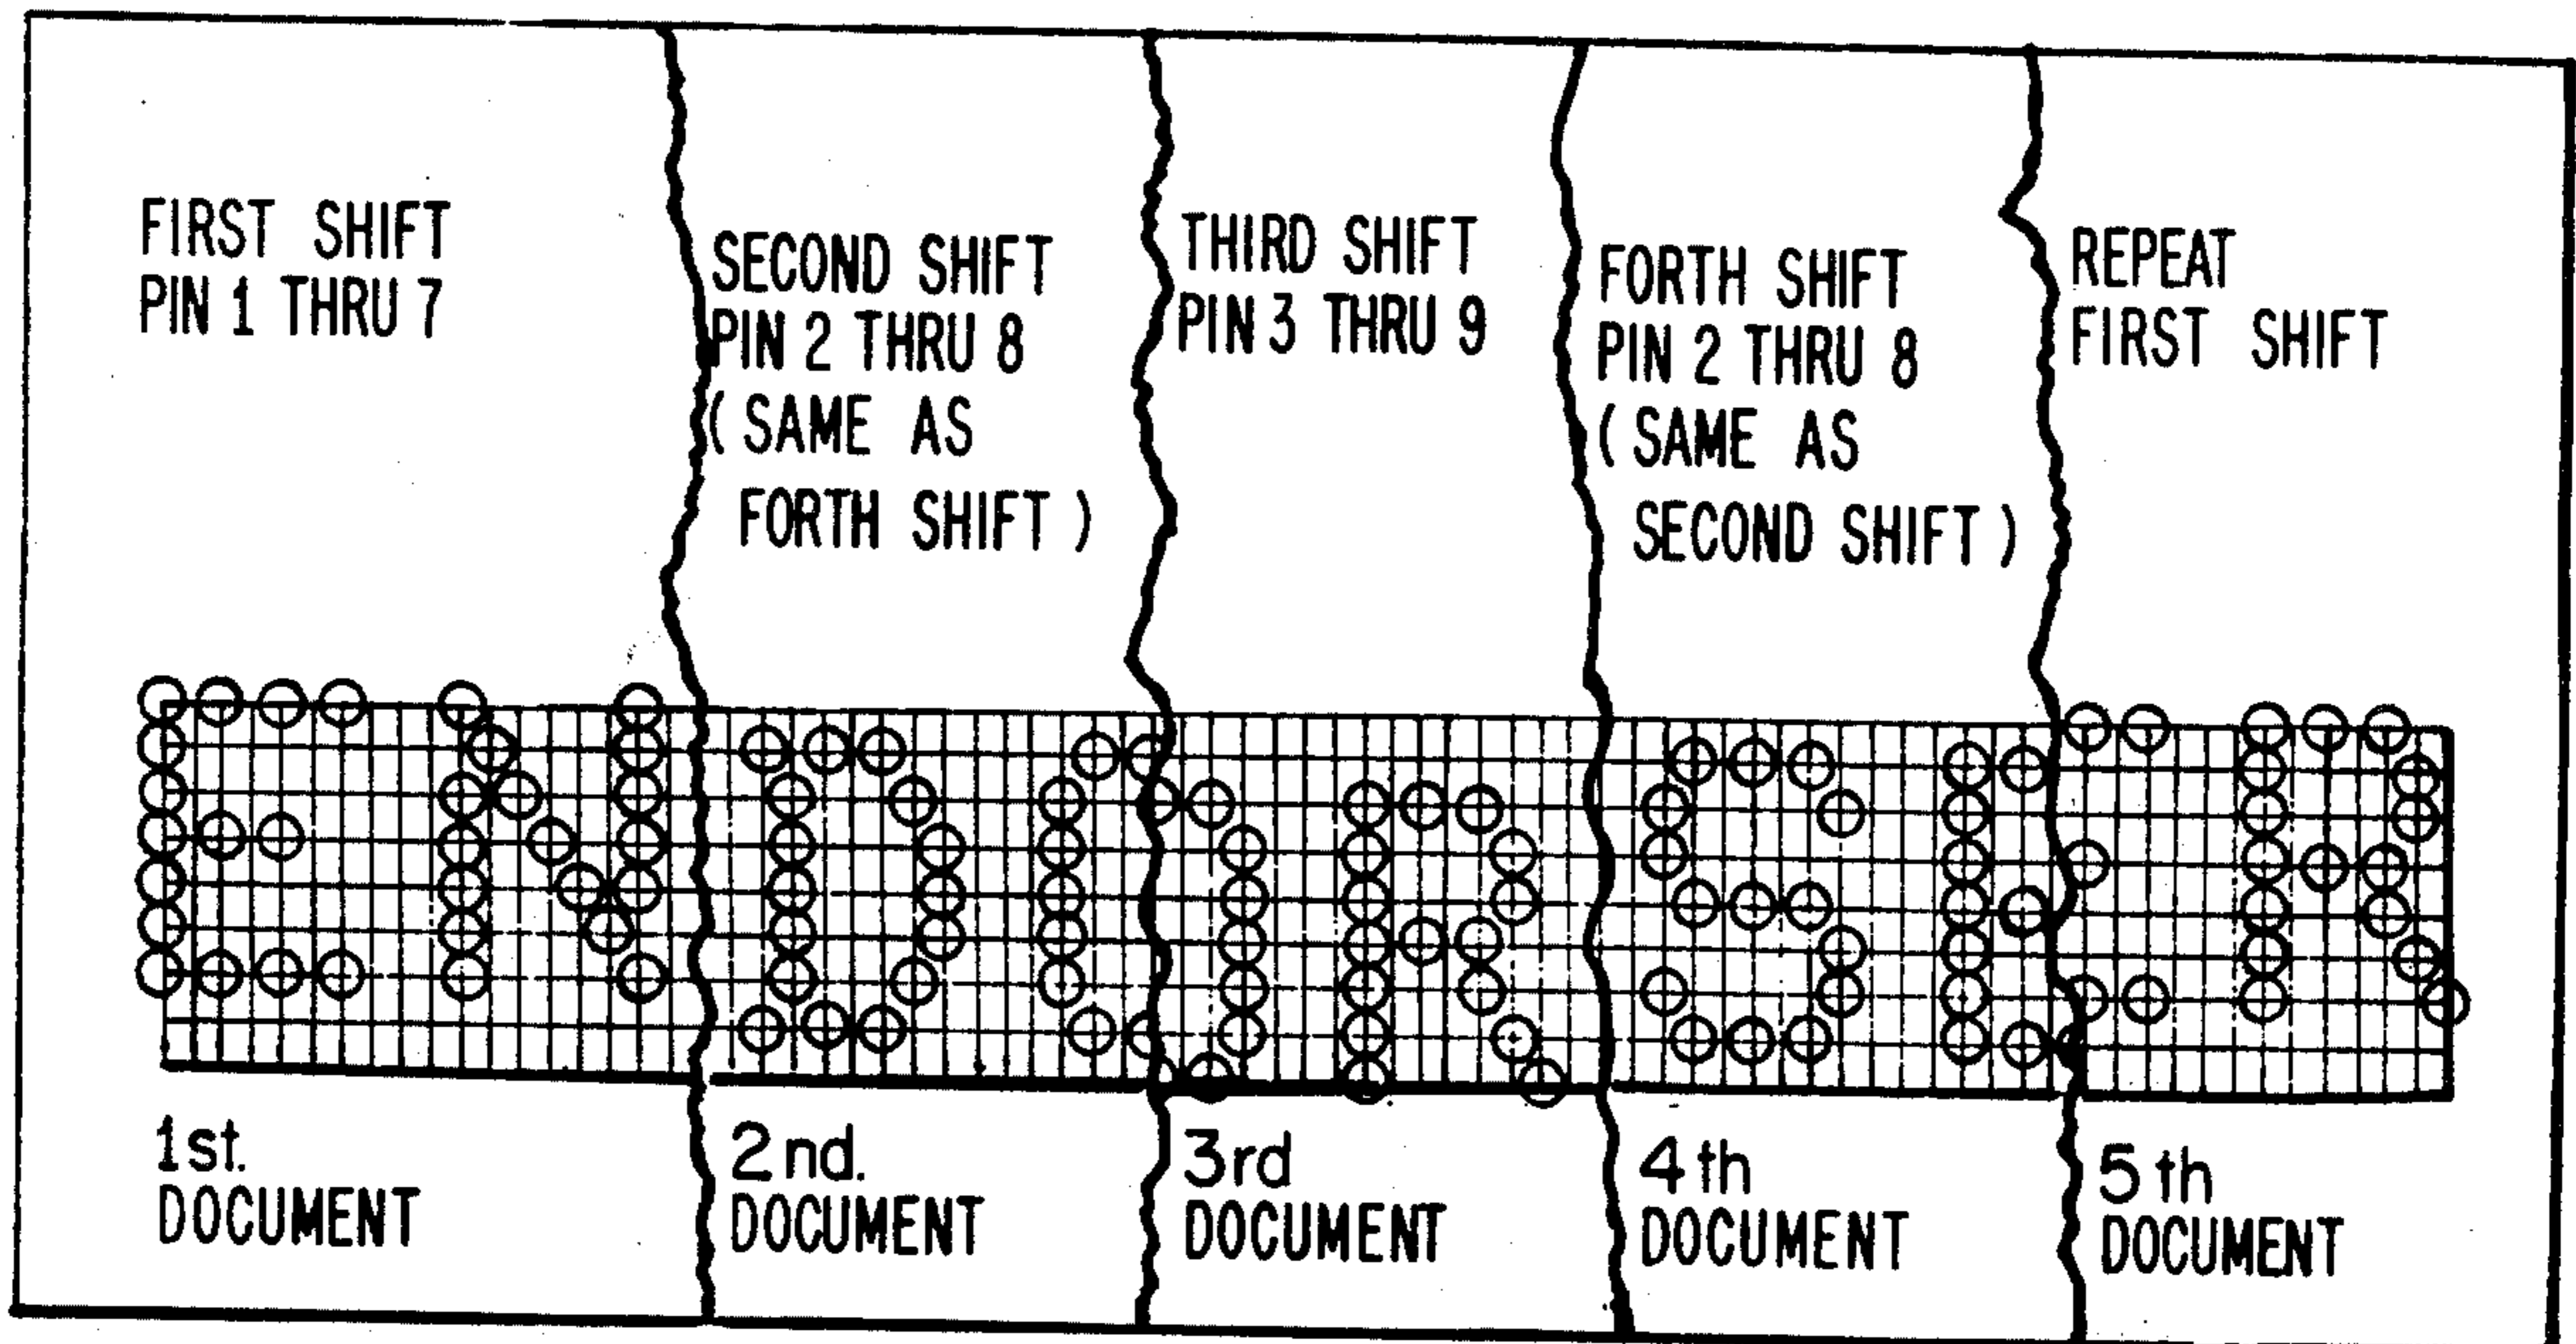 FIRST SHIFT
PIN 1 THRU 7
SECOND SHIFT
PIN 2 THRU 8
(SAME AS
FORTH SHIFT)
THIRD SHIFT
PIN 3 THRU 9
FORTH SHIFT
PIN 2 THRU 8
(SAME AS
SECOND SHIFT)
REPEAT
FIRST SHIFT
ENDORSER
1st.
DOCUMENT
2nd.
DOCUMENT
3rd
DOCUMENT
4th
DOCUMENT
5th
DOCUMENT